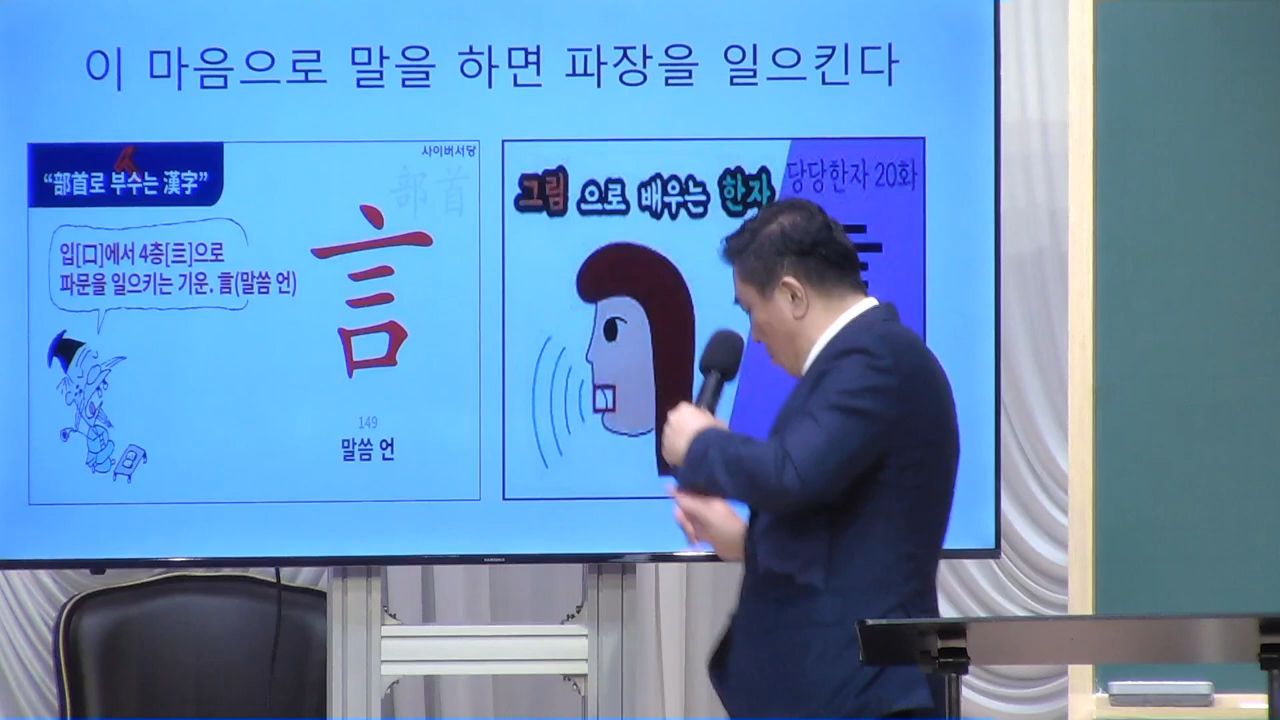 이 마음으로 말을 하면 파장을 일으킨다
사이버서당
“部首로 부수는 漢字”
部首
입[口]에서 4층[亖]으로
파문을 일으키는 기운. 言(말씀 언)
言
149
말씀 언
그림 으로 배우는 한자
당당한자 20화